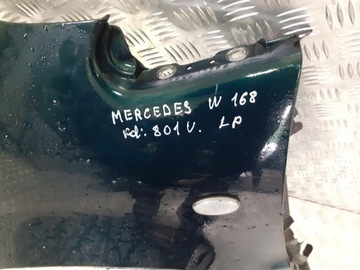 MERCEDES W 168
kol: 801 U. LP